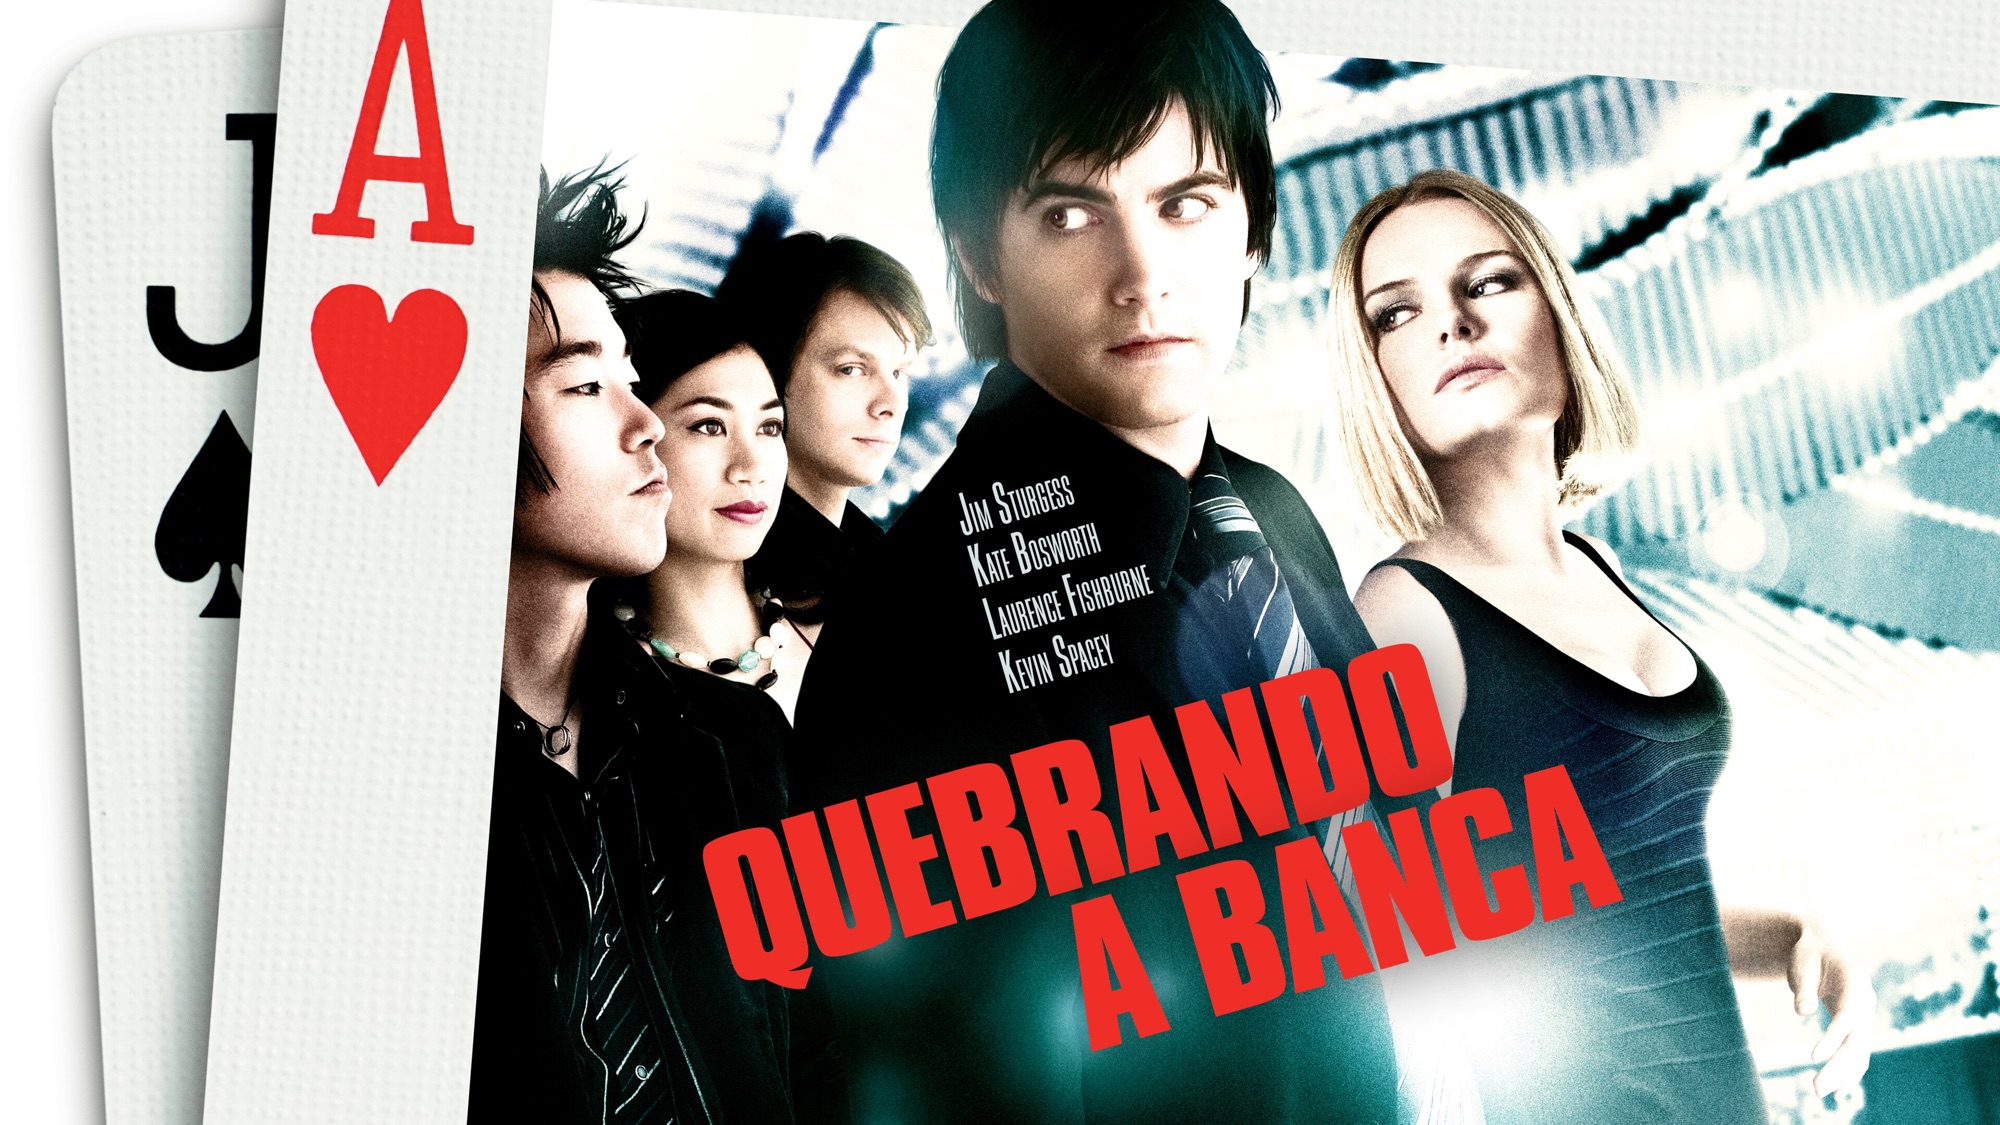 J
A
Jim Sturgess
Kate Bosworth
Laurence Fishburne
Kevin Spacey
QUEBRANDO
A BANCA